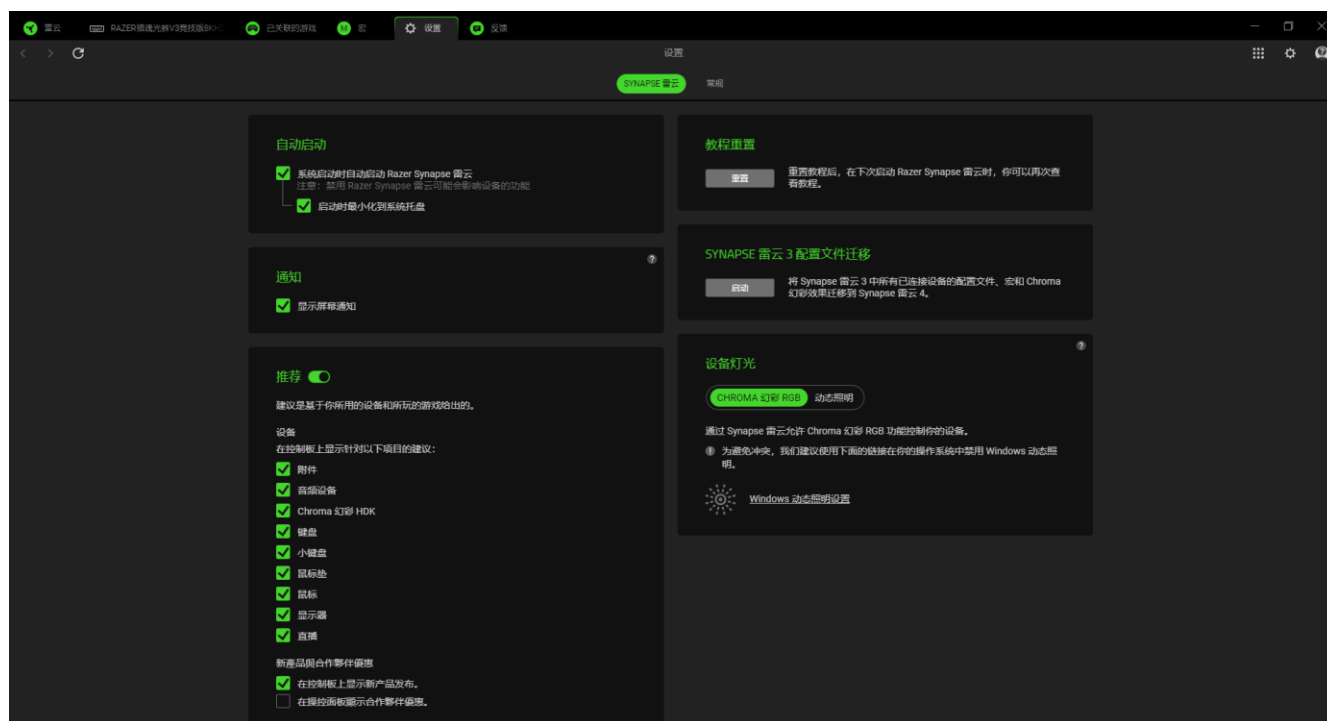 雷云
RAZER猎魂光蛛V3竞技版8KHz
已关联的游戏
宏
设置
反馈
设置
SYNAPSE 雷云
常规
自动启动
系统启动时自动启动 Razer Synapse 雷云
注意：禁用 Razer Synapse 雷云可能会影响设备的功能
启动时最小化到系统托盘
通知
显示屏幕通知
推荐
建议是基于你所用的设备和所玩的游戏给出的。
设备
在控制板上显示针对以下项目的建议：
附件
音频设备
Chroma 幻彩 HDK
键盘
小键盘
鼠标垫
鼠标
显示器
直播
新產品與合作夥伴優惠
在控制板上显示新产品发布。
在操控面板顯示合作夥伴優惠。
教程重置
重置
重置教程后，在下次启动 Razer Synapse 雷云时，你可以再次查
看教程。
SYNAPSE 雷云 3 配置文件迁移
启动
将 Synapse 雷云 3 中所有已连接设备的配置文件、宏和 Chroma
幻彩效果迁移到 Synapse 雷云 4。
设备灯光
CHROMA 幻彩 RGB
动态照明
通过 Synapse 雷云允许 Chroma 幻彩 RGB 功能控制你的设备。
为避免冲突，我们建议使用下面的链接在你的操作系统中禁用 Windows 动态照
明。
Windows 动态照明设置